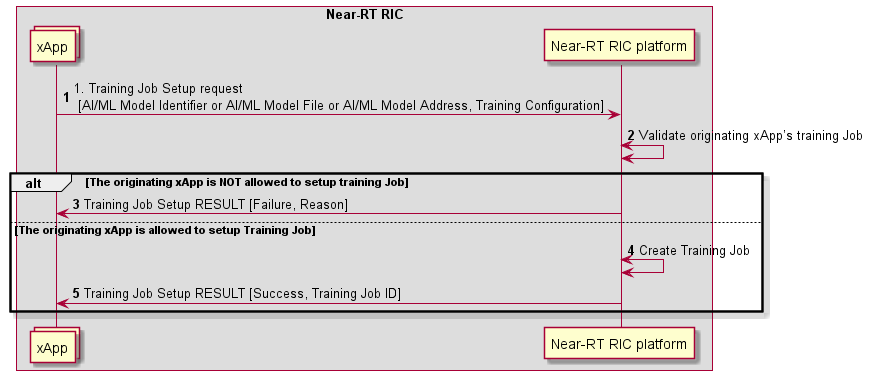 Near-RT RIC
xApp
Near-RT RIC platform
1 1. Training Job Setup request
[AI/ML Model Identifier or AI/ML Model File or AI/ML Model Address, Training Configuration]
2 Validate originating xApp's training Job
alt [The originating xApp is NOT allowed to setup training Job]
3 Training Job Setup RESULT [Failure, Reason]
[The originating xApp is allowed to setup Training Job]
4 Create Training Job
5 Training Job Setup RESULT [Success, Training Job ID]
xApp
Near-RT RIC platform